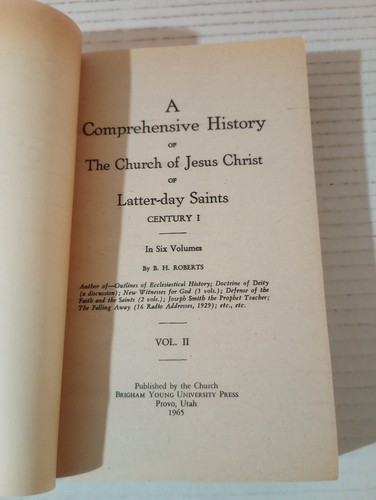 A
Comprehensive History
OF
The Church of Jesus Christ
OF
Latter-day Saints
CENTURY I
In Six Volumes
By B. H. ROBERTS
Author of—Outlines of Ecclesiastical History; Doctrine of Deity
(a discussion); New Witnesses for God (3 vols.); Defense of the
Faith and the Saints (2 vols.); Joseph Smith the Prophet Teacher;
The Falling Away (16 Radio Addresses, 1929); etc., etc.
VOL. II
Published by the Church
BRIGHAM YOUNG UNIVERSITY PRESS
Provo, Utah
1965